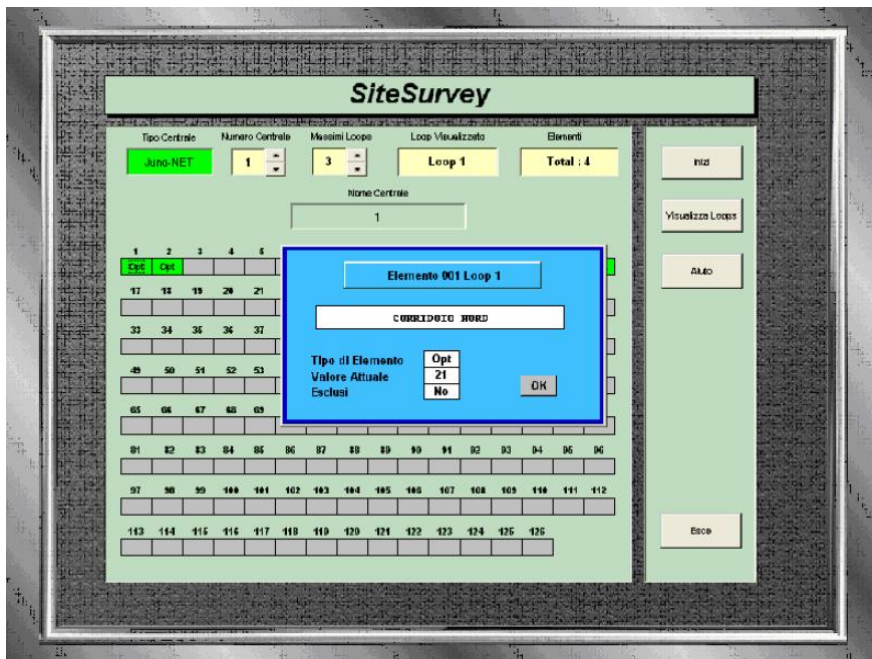 SiteSurvey
Tipo Centrale Numero Centrale Massimi Loops Loop Visualizzato Elementi
Juno-NET 1 3 Loop 1 Total : 4
Nome Centrale
1
Inizi
Visualizza Loops
Aiuto
1 2 3 4
Opt Opt
Elemento 001 Loop 1
17 18 19 20 21
CORRIDOIO NORD
33 34 35 36 37
Tipo di Elemento Opt
49 50 51 52 53
Valore Attuale 21
Esclusi No
OK
65 66 67 68 69
81 82 83 84 85 86 87 88 89 90 91 92 93 94 95 96
97 98 99 100 101 102 103 104 105 106 107 108 109 110 111 112
113 114 115 116 117 118 119 120 121 122 123 124 125 126
Esce